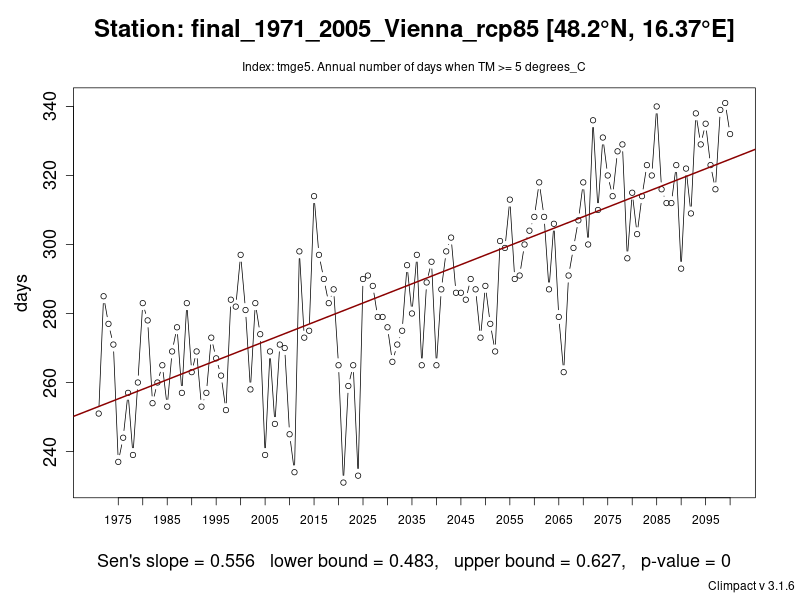 Station: final_1971_2005_Vienna_rcp85 [48.2°N, 16.37°E]
Index: tmge5. Annual number of days when TM >= 5 degrees_C
340
320
300
280
260
240
days
1975 1985 1995 2005 2015 2025 2035 2045 2055 2065 2075 2085 2095
Sen's slope = 0.556 lower bound = 0.483, upper bound = 0.627, p-value = 0
Climpact v 3.1.6